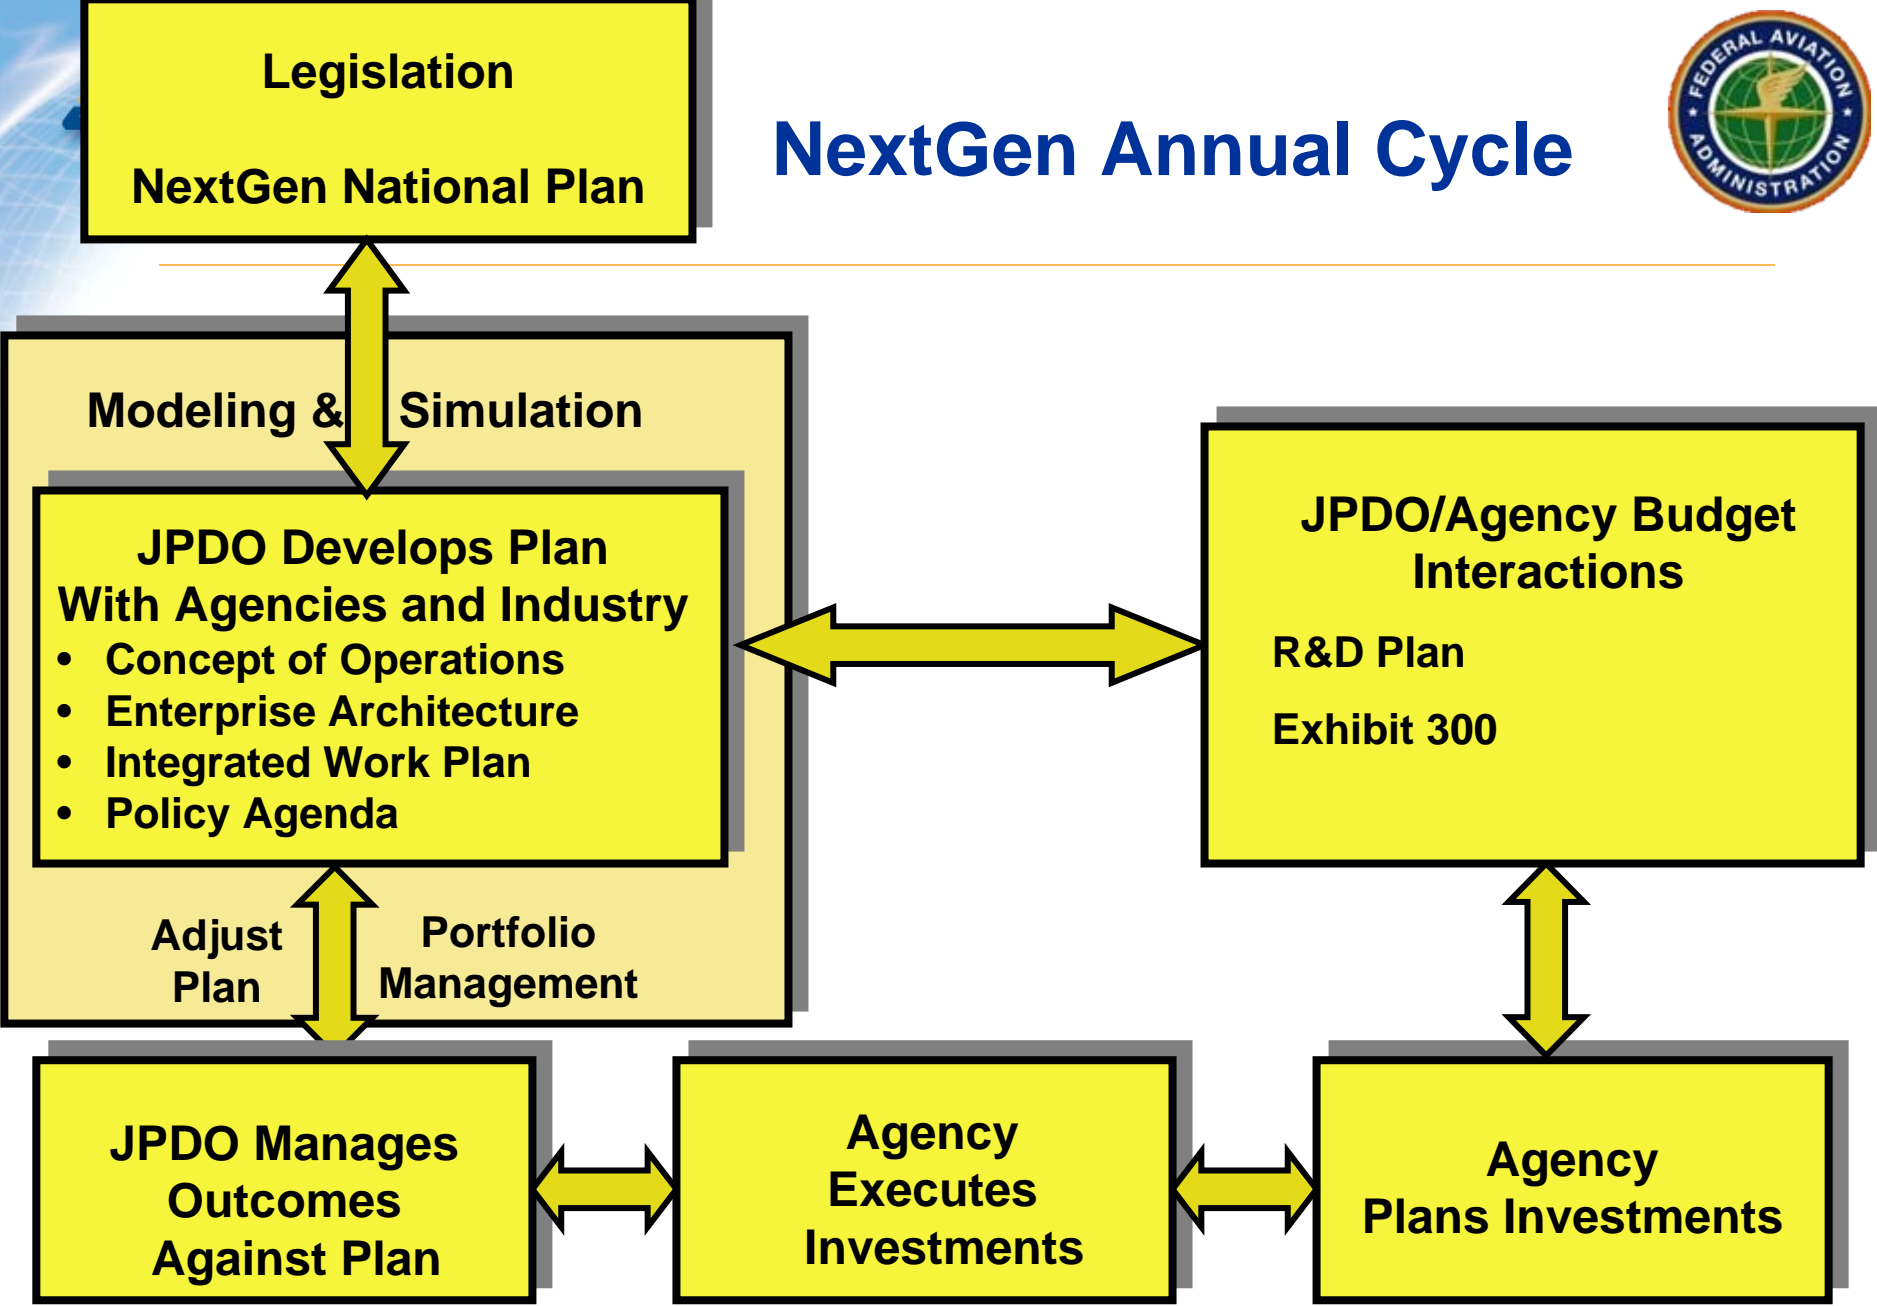 Legislation
NextGen National Plan
NextGen Annual Cycle
FEDERAL AVIATION
ADMINISTRATION
Modeling & Simulation
JPDO Develops Plan
With Agencies and Industry
• Concept of Operations
• Enterprise Architecture
• Integrated Work Plan
• Policy Agenda
JPDO/Agency Budget
Interactions
R&D Plan
Exhibit 300
Adjust
Plan
Portfolio
Management
JPDO Manages
Outcomes
Against Plan
Agency
Executes
Investments
Agency
Plans Investments